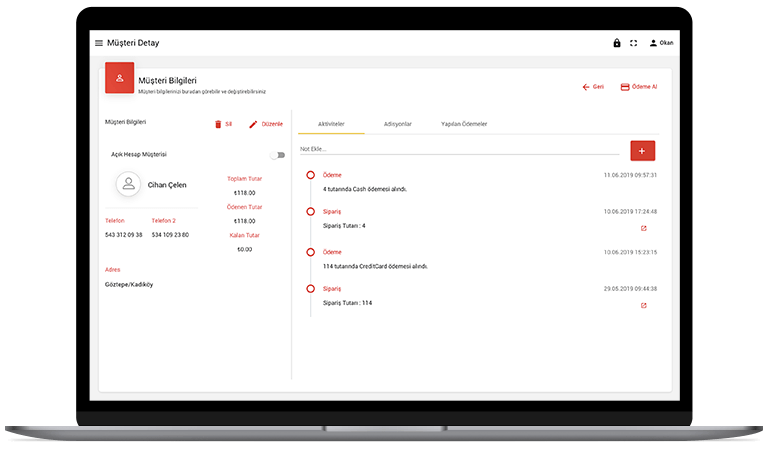 Müşteri Detay
Okan
Müşteri Bilgileri
Müşteri bilgilerinizi buradan görebilir ve değiştirebilirsiniz
Geri
Ödeme Al
Müşteri Bilgileri
Sil
Düzenle
Açık Hesap Müşterisi
Cihan Çelen
Toplam Tutar
₺118.00
Ödenen Tutar
₺118.00
Kalan Tutar
₺0.00
Telefon
Telefon 2
543 312 09 38
534 109 23 80
Adres
Göztepe/Kadıköy
Aktiviteler
Adisyonlar
Yapılan Ödemeler
Not Ekle...
Ödeme
11.06.2019 09:57:31
4 tutarında Cash ödemesi alındı.
Sipariş
10.06.2019 17:24:48
Sipariş Tutarı : 4
Ödeme
10.06.2019 15:23:15
114 tutarında CreditCard ödemesi alındı.
Sipariş
29.05.2019 09:44:38
Sipariş Tutarı : 114